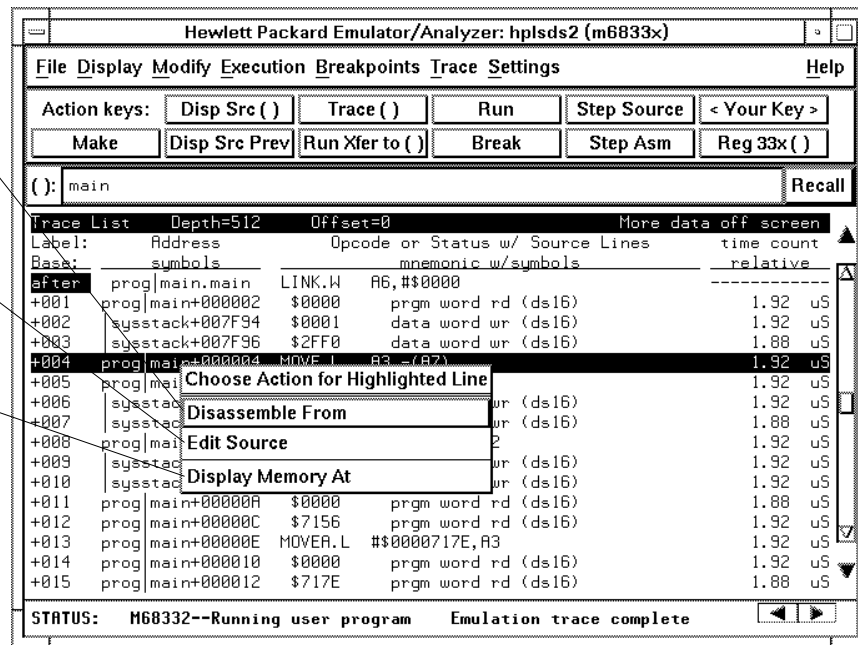 Hewlett Packard Emulator/Analyzer: hplsds2 (m6833x)
File Display Modify Execution Breakpoints Trace Settings Help
Action keys: Disp Src ( ) Trace ( ) Run Step Source < Your Key >
Make Disp Src Prev Run Xfer to ( ) Break Step Asm Reg 33x ( )
( ): main Recall
Trace List Depth=512 Offset=0 More data off screen
Label: Address Opcode or Status w/ Source Lines time count
Base: symbols mnemonic w/symbols relative
after prog|main.main LINK.W A6,#$0000 ------------
+001 prog|main+000002 $0000 prgm word rd (ds16) 1.92 uS
+002 |sysstack+007F94 $0001 data word wr (ds16) 1.92 uS
+003 |sysstack+007F96 $2FF0 data word wr (ds16) 1.88 uS
+004 prog|main+000004 MOVE.L A3,-(A7) 1.92 uS
+005 prog|mai 1.92 uS
+006 |sysstac wr (ds16) 1.92 uS
+007 |sysstac wr (ds16) 1.88 uS
+008 prog|mai 2 1.92 uS
+009 |sysstac wr (ds16) 1.92 uS
+010 |sysstac wr (ds16) 1.92 uS
Choose Action for Highlighted Line
Disassemble From
Edit Source
Display Memory At
+011 prog|main+00000A $0000 prgm word rd (ds16) 1.88 uS
+012 prog|main+00000C $7156 prgm word rd (ds16) 1.92 uS
+013 prog|main+00000E MOVEA.L #$0000717E,A3 1.92 uS
+014 prog|main+000010 $0000 prgm word rd (ds16) 1.92 uS
+015 prog|main+000012 $717E prgm word rd (ds16) 1.88 uS
STATUS: M68332--Running user program Emulation trace complete